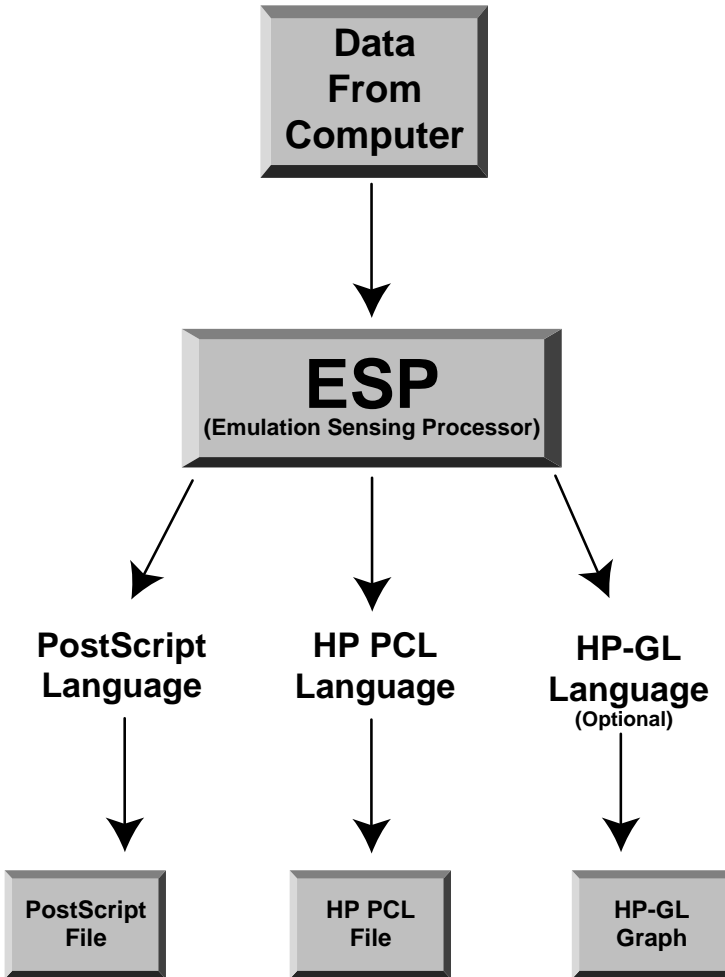 Data
From
Computer
ESP
(Emulation Sensing Processor)
PostScript
Language
HP PCL
Language
HP-GL
Language
(Optional)
PostScript
File
HP PCL
File
HP-GL
Graph